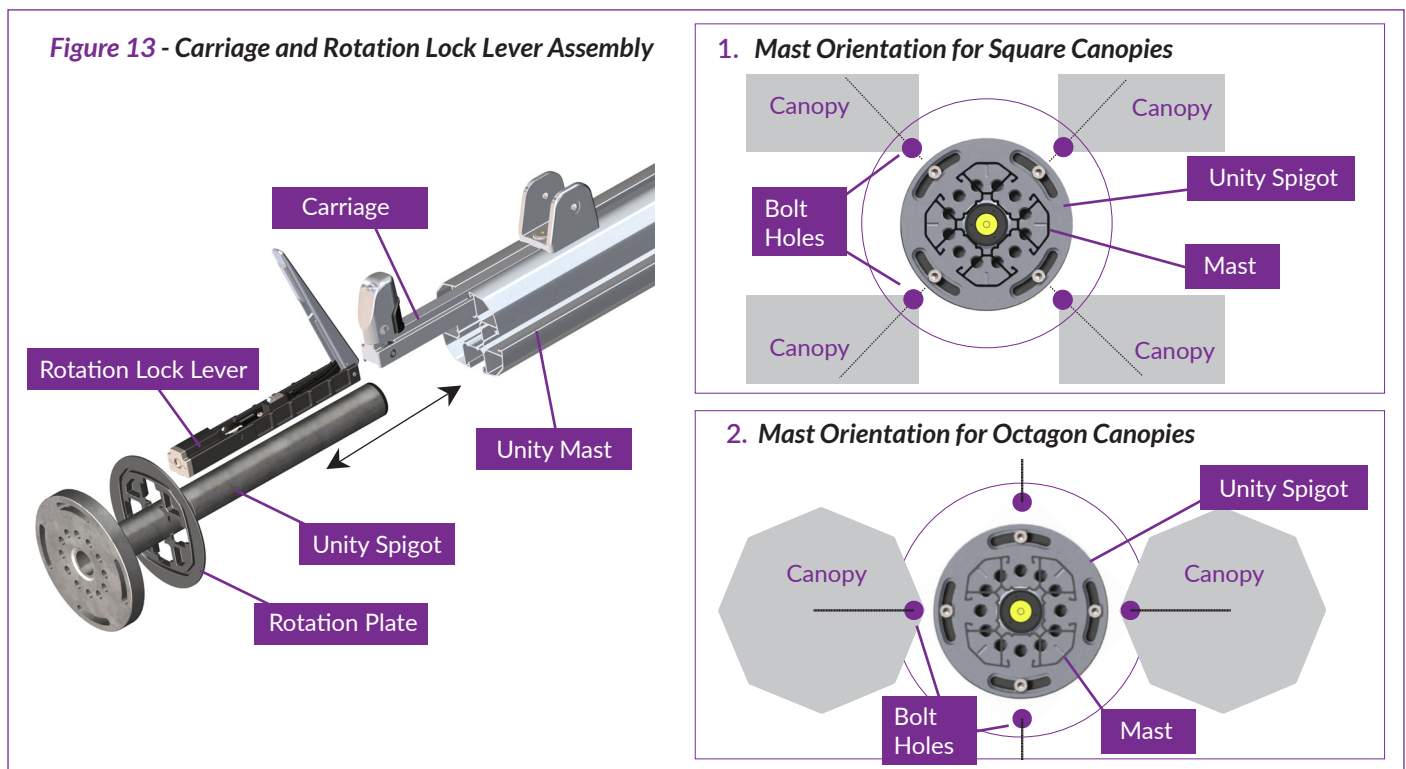 Figure 13 - Carriage and Rotation Lock Lever Assembly
Carriage
Rotation Lock Lever
Unity Mast
Unity Spigot
Rotation Plate
1. Mast Orientation for Square Canopies
Canopy
Canopy
Unity Spigot
Bolt
Holes
Mast
Canopy
Canopy
2. Mast Orientation for Octagon Canopies
Unity Spigot
Canopy
Canopy
Bolt
Holes
Mast